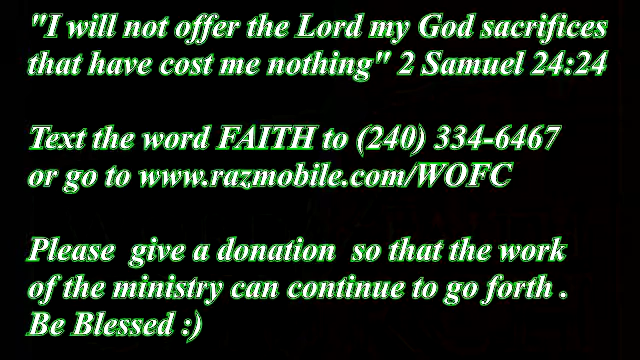 "I will not offer the Lord my God sacrifices
that have cost me nothing" 2 Samuel 24:24
Text the word FAITH to (240) 334-6467
or go to www.razmobile.com/WOFC
Please  give a donation  so that the work
of the ministry can continue to go forth .
Be Blessed :)